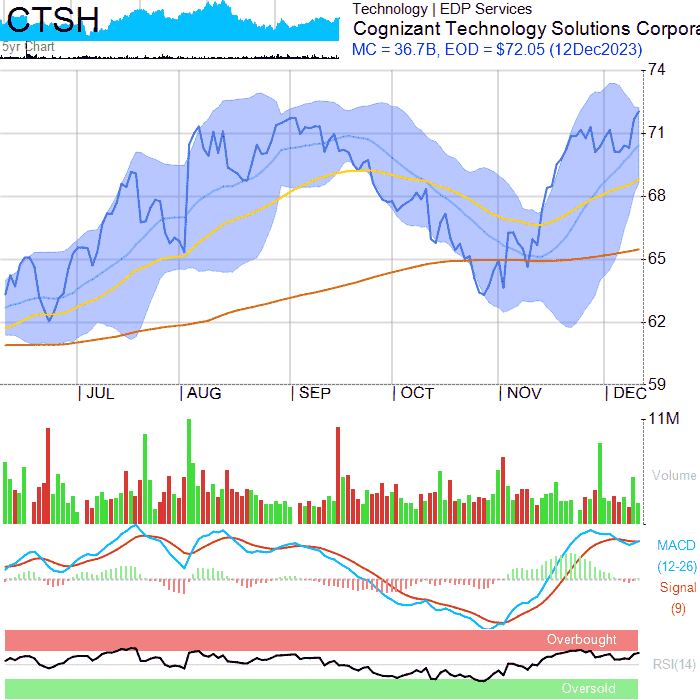 CTSH
5yr Chart
Technology | EDP Services
Cognizant Technology Solutions Corpora
MC = 36.7B, EOD = $72.05 (12Dec2023)
74
71
68
65
62
59
| JUL | AUG | SEP | OCT | NOV | DEC
11M
Volume
MACD
(12-26)
Signal
(9)
Overbought
RSI(14)
Oversold